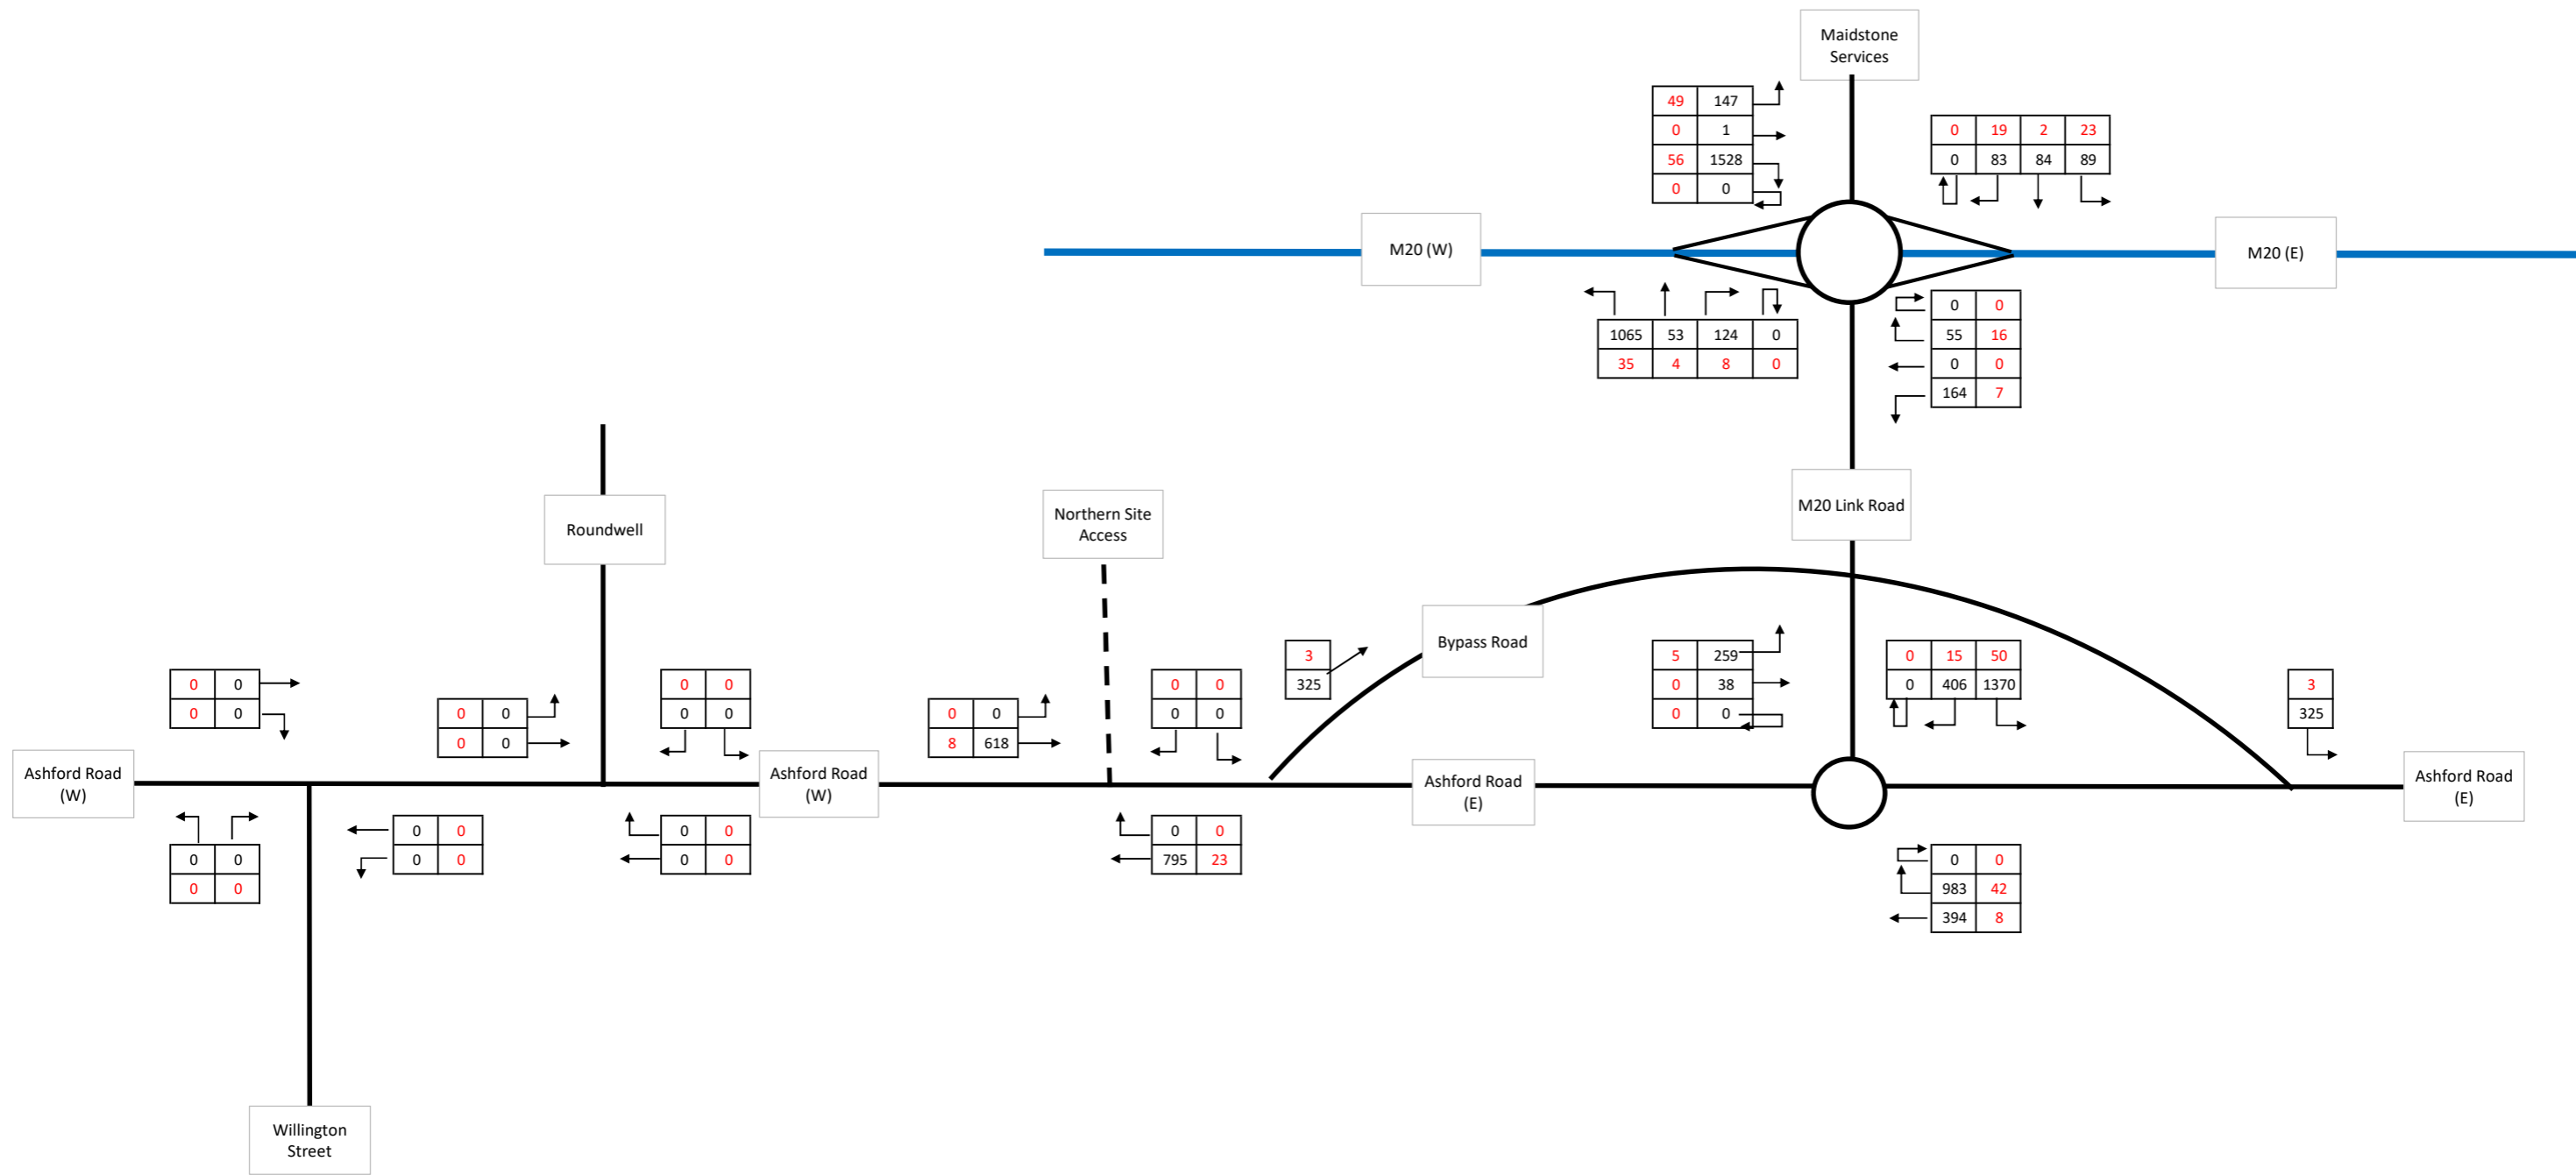 Maidstone
Services
49 147
0 1
56 1528
0 0
0 19 2 23
0 83 84 89
M20 (W)
M20 (E)
1065 53 124 0
35 4 8 0
0 0
55 16
0 0
164 7
Roundwell
Northern Site
Access
M20 Link Road
Bypass Road
0 0
0 0
0 0
0 0
0 0
0 0
0 0
8 618
0 0
0 0
3
325
5 259
0 38
0 0
0 15 50
0 406 1370
3
325
Ashford Road
(W)
Ashford Road
(W)
Ashford Road
(E)
Ashford Road
(E)
0 0
0 0
0 0
0 0
0 0
0 0
0 0
795 23
0 0
983 42
394 8
Willington
Street